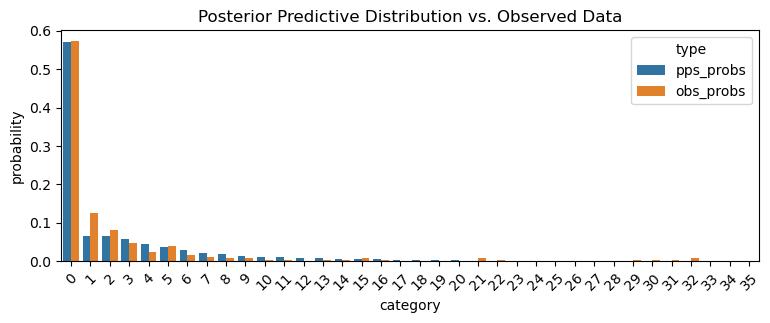 Posterior Predictive Distribution vs. Observed Data
probability
0.6
0.5
0.4
0.3
0.2
0.1
0.0
type
pps_probs
obs_probs
0 1 2 3 4 5 6 7 8 9 10 11 12 13 14 15 16 17 18 19 20 21 22 23 24 25 26 27 28 29 30 31 32 33 34 35
category